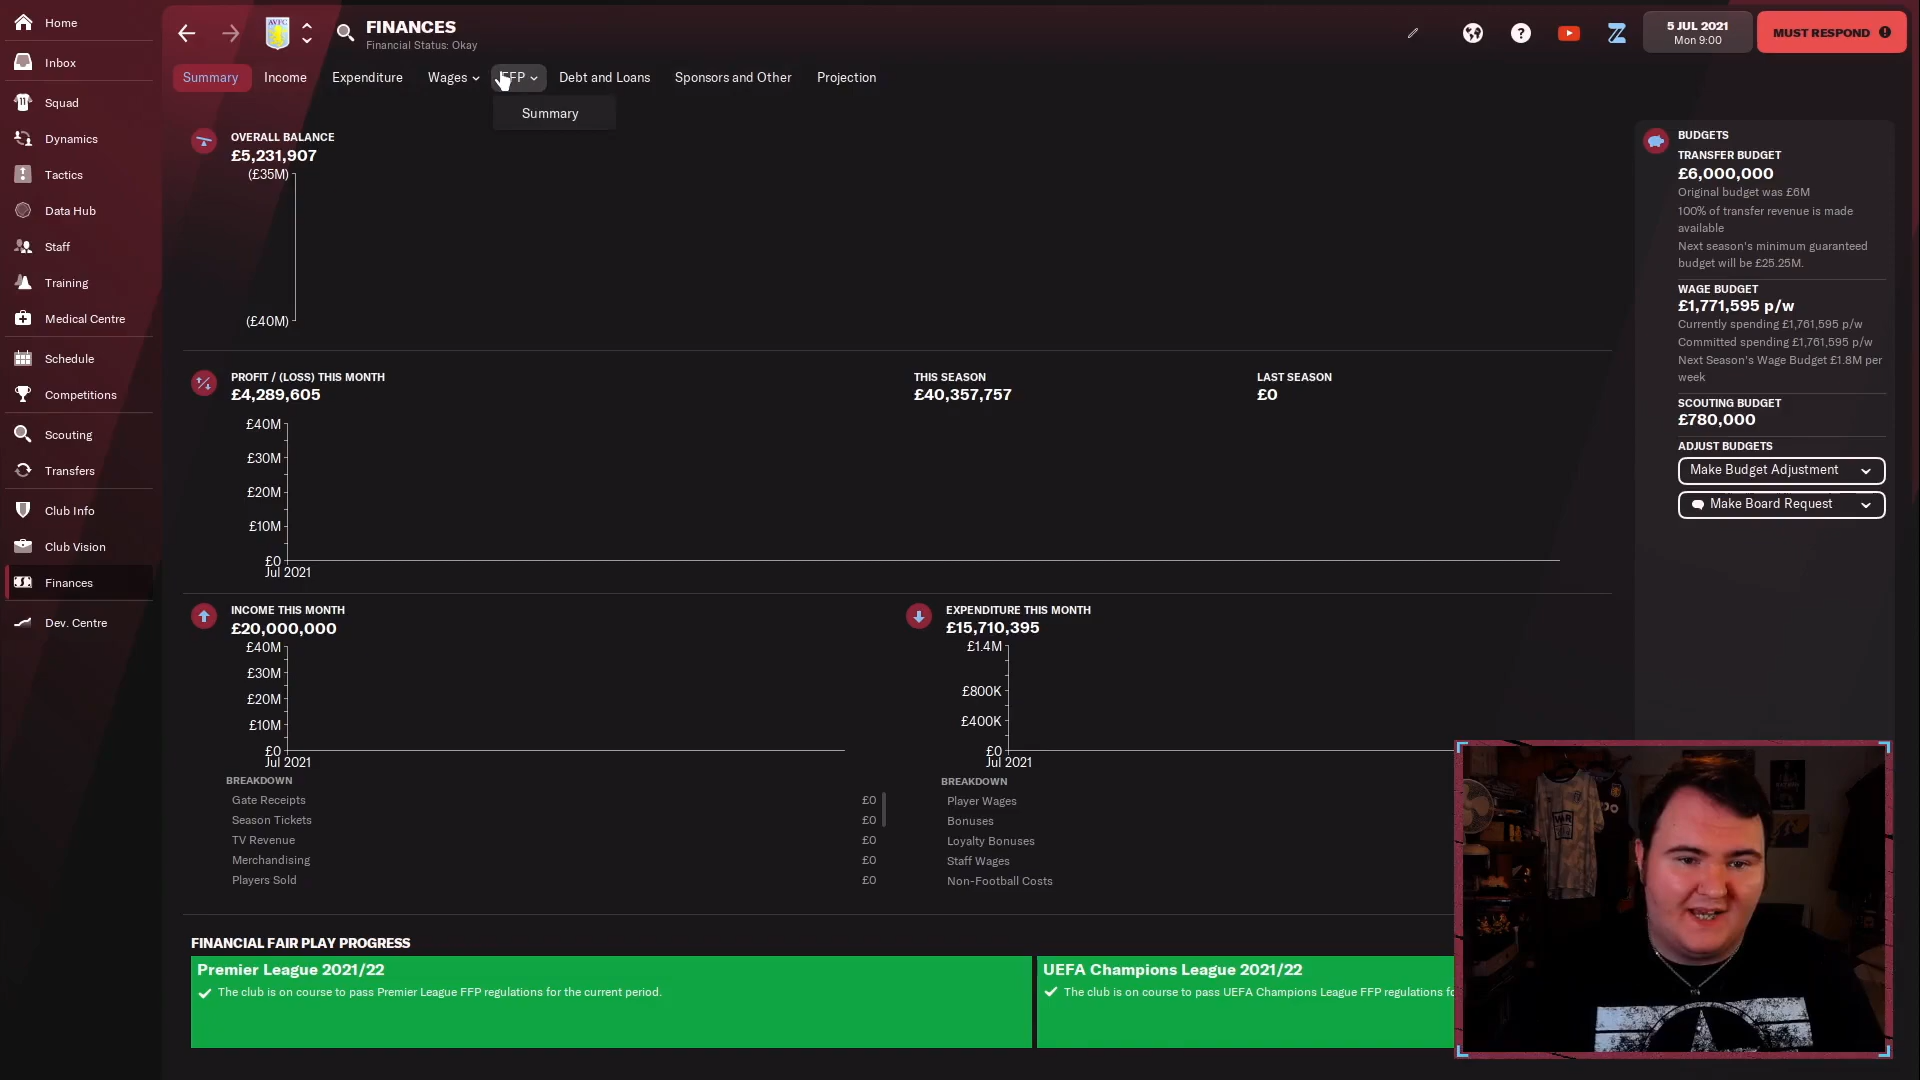 Home
Inbox
Squad
Dynamics
Tactics
Data Hub
Staff
Training
Medical Centre
Schedule
Competitions
Scouting
Transfers
Club Info
Club Vision
Finances
Dev. Centre
AVFC
FINANCES
Financial Status: Okay
5 JUL 2021
Mon 9:00
MUST RESPOND
Summary Income Expenditure Wages FFP Debt and Loans Sponsors and Other Projection
Summary
OVERALL BALANCE
£5,231,907
(£35M)
(£40M)
PROFIT / (LOSS) THIS MONTH
£4,289,605
THIS SEASON
£40,357,757
LAST SEASON
£0
£40M
£30M
£20M
£10M
£0
Jul 2021
INCOME THIS MONTH
£20,000,000
£40M
£30M
£20M
£10M
£0
Jul 2021
BREAKDOWN
Gate Receipts £0
Season Tickets £0
TV Revenue £0
Merchandising £0
Players Sold £0
EXPENDITURE THIS MONTH
£15,710,395
£1.4M
£800K
£400K
£0
Jul 2021
BREAKDOWN
Player Wages
Bonuses
Loyalty Bonuses
Staff Wages
Non-Football Costs
FINANCIAL FAIR PLAY PROGRESS
Premier League 2021/22
The club is on course to pass Premier League FFP regulations for the current period.
UEFA Champions League 2021/22
The club is on course to pass UEFA Champions League FFP regulations
BUDGETS
TRANSFER BUDGET
£6,000,000
Original budget was £6M
100% of transfer revenue is made
available
Next season's minimum guaranteed
budget will be £25.25M.
WAGE BUDGET
£1,771,595 p/w
Currently spending £1,761,595 p/w
Committed spending £1,761,595 p/w
Next Season's Wage Budget £1.8M per
week
SCOUTING BUDGET
£780,000
ADJUST BUDGETS
Make Budget Adjustment
Make Board Request